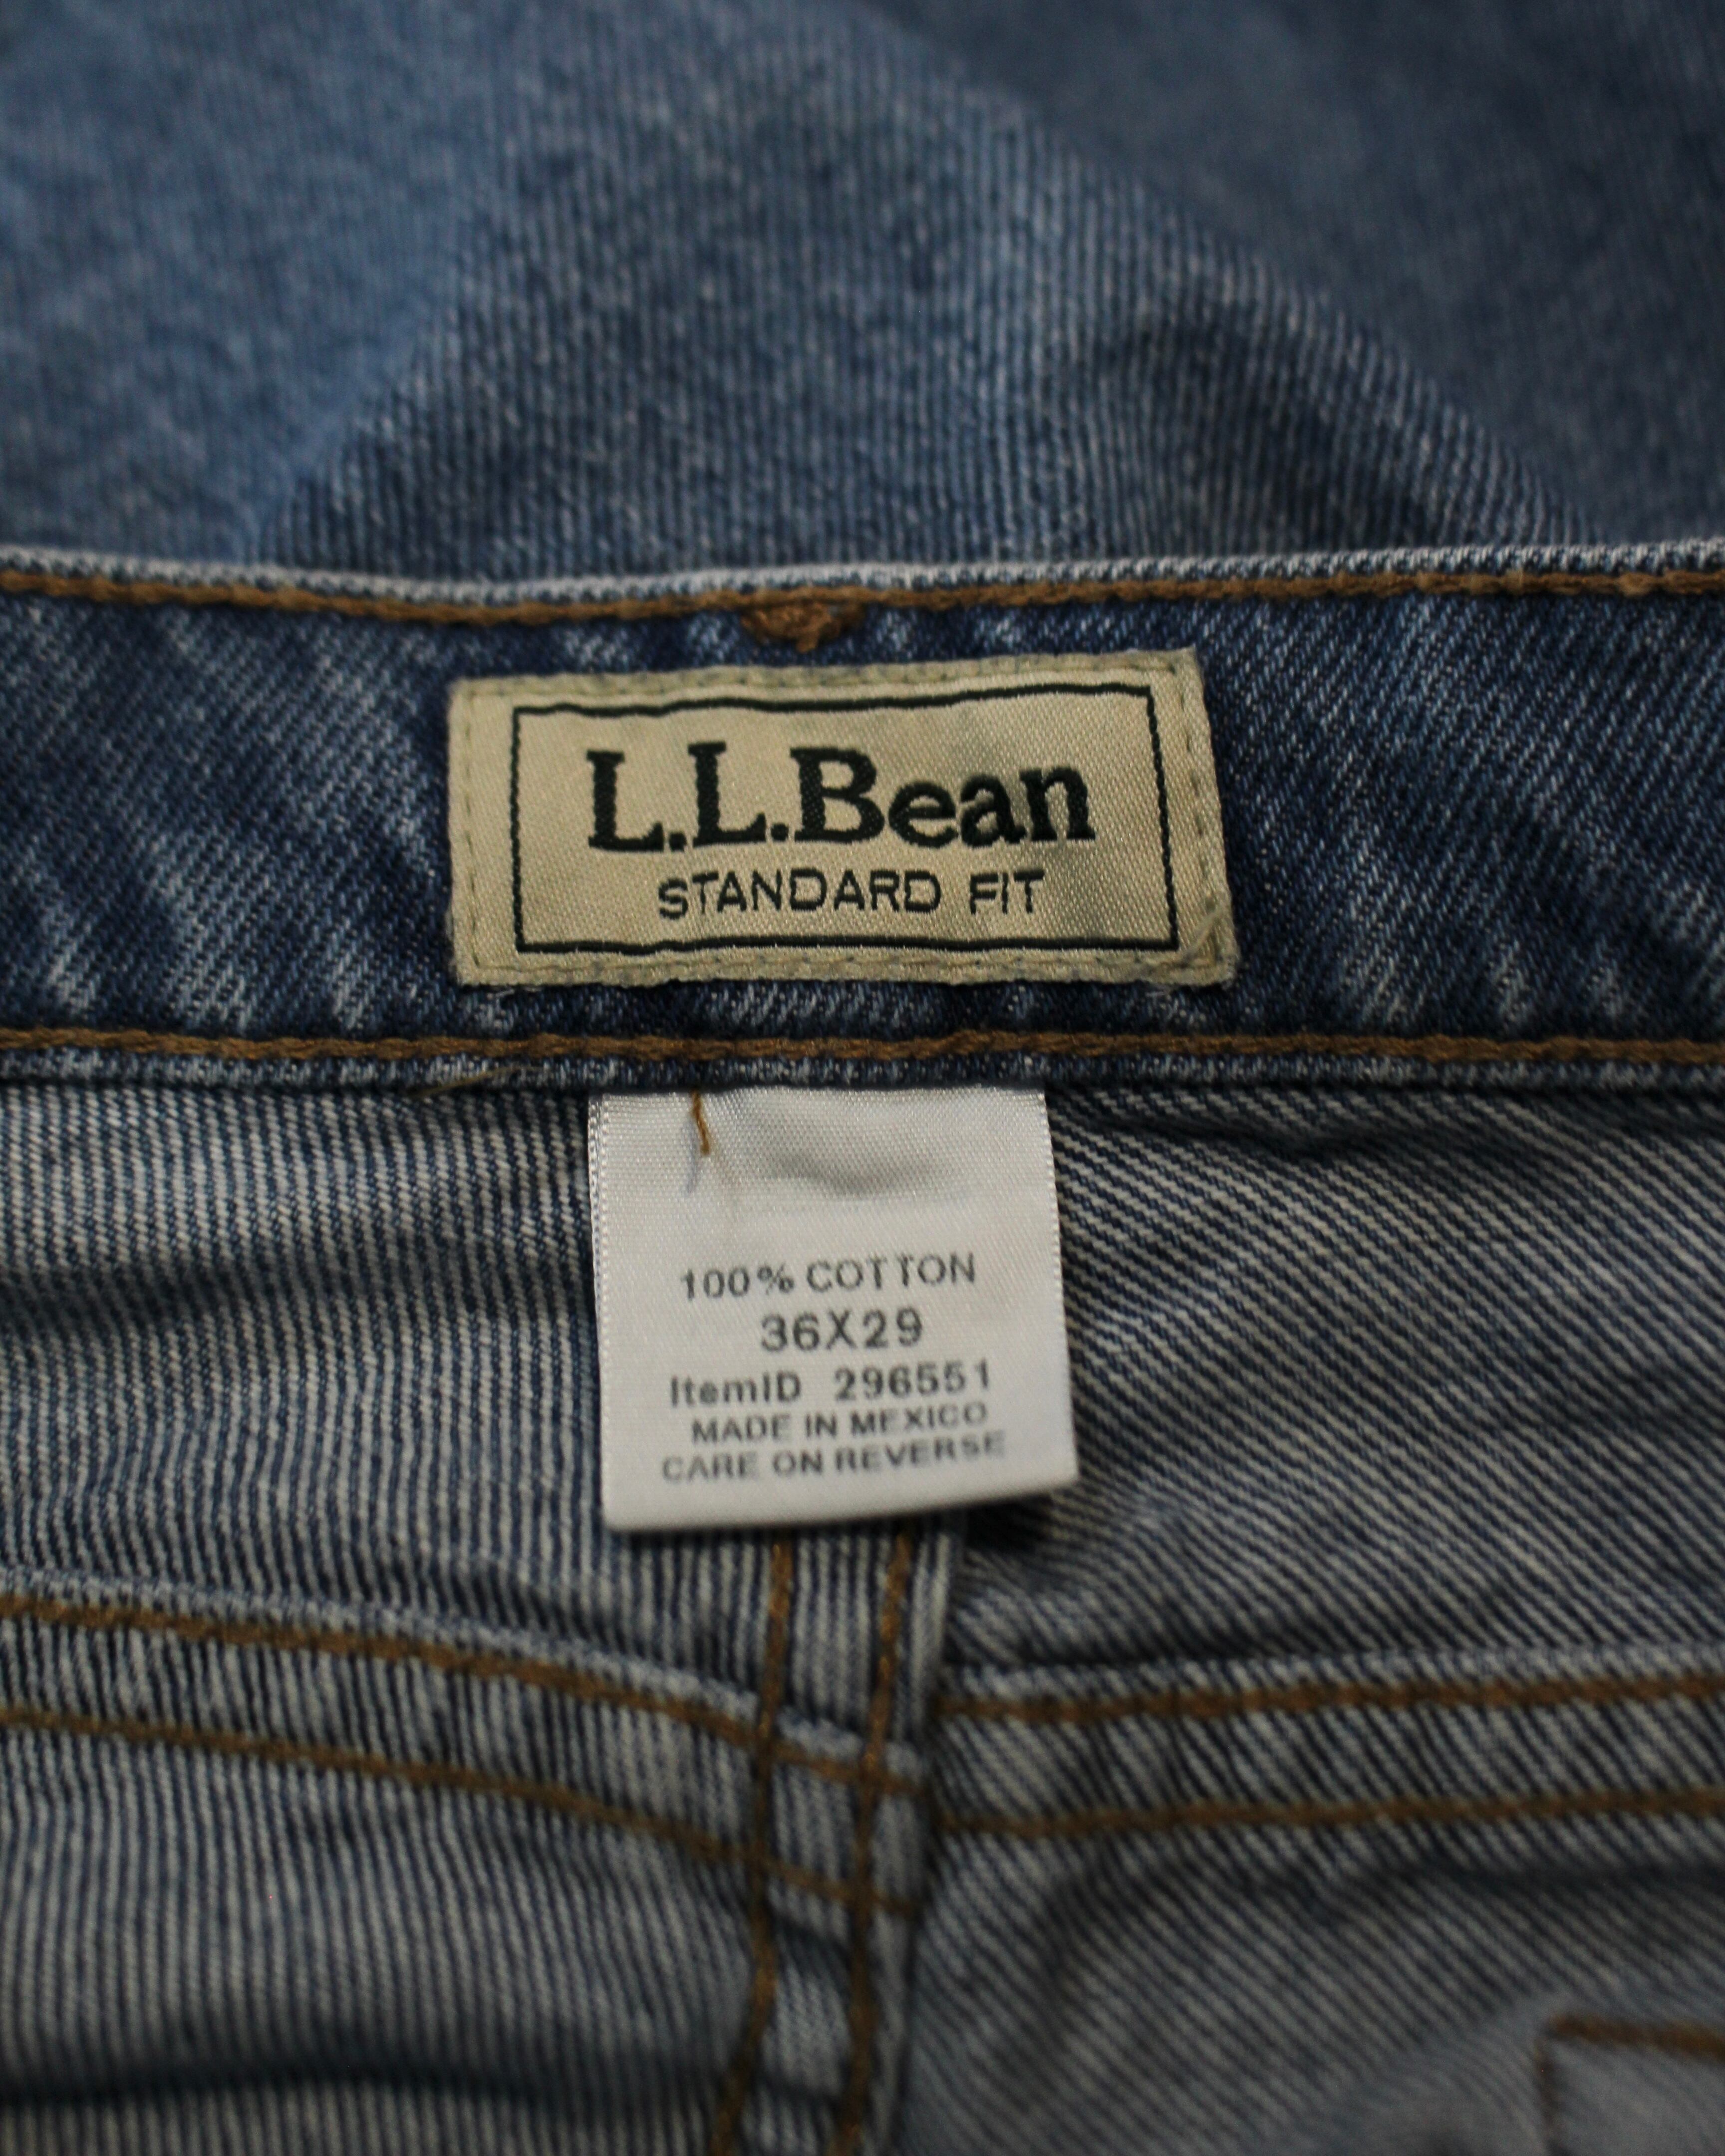 L.L.Bean
STANDARD FIT
100% COTTON
36X29
ItemID 296551
MADE IN MEXICO
CARE ON REVERSE